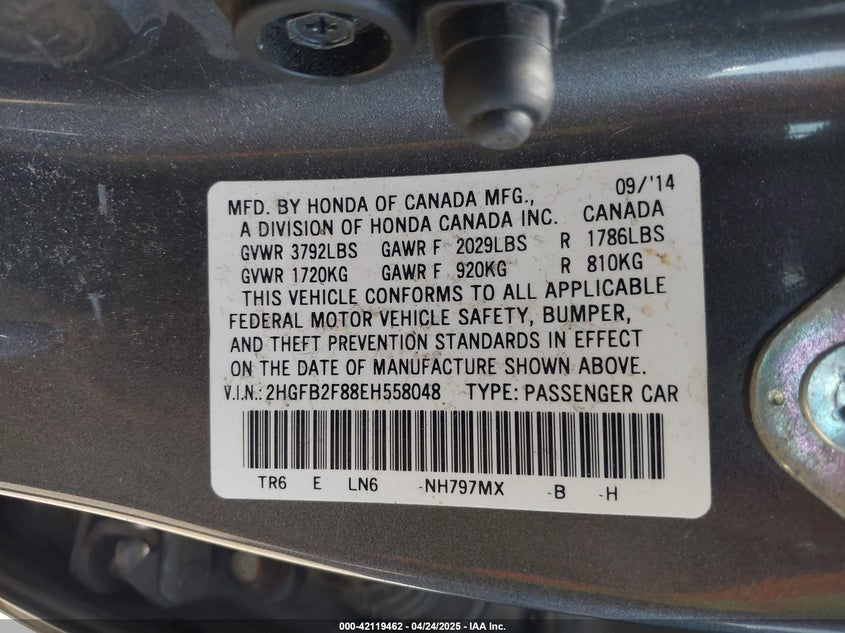 09/'14
MFD. BY HONDA OF CANADA MFG.,
A DIVISION OF HONDA CANADA INC. CANADA
GVWR 3792LBS GAWR F 2029LBS R 1786LBS
GVWR 1720KG GAWR F 920KG R 810KG
THIS VEHICLE CONFORMS TO ALL APPLICABLE
FEDERAL MOTOR VEHICLE SAFETY, BUMPER,
AND THEFT PREVENTION STANDARDS IN EFFECT
ON THE DATE OF MANUFACTURE SHOWN ABOVE.
V.I.N.: 2HGFB2F88EH558048 TYPE: PASSENGER CAR
TR6 E LN6 -NH797MX -B -H
000-42119462 - 04/24/2025 - IAA Inc.